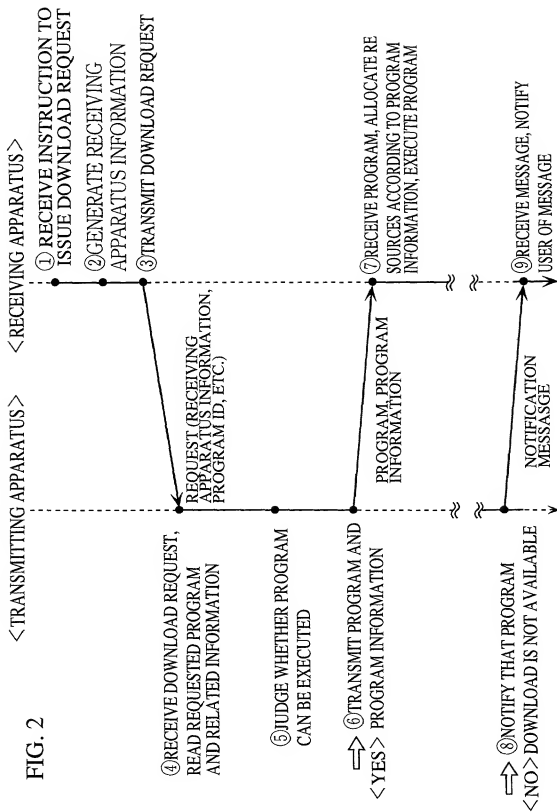 FIG. 2
<TRANSMITTING APPARATUS>
<RECEIVING APPARATUS>
① RECEIVE INSTRUCTION TO
ISSUE DOWNLOAD REQUEST
②GENERATE RECEIVING
APPARATUS INFORMATION
③TRANSMIT DOWNLOAD REQUEST
REQUEST (RECEIVING
APPARATUS INFORMATION,
PROGRAM ID, ETC.)
④RECEIVE DOWNLOAD REQUEST,
READ REQUESTED PROGRAM
AND RELATED INFORMATION
⑤JUDGE WHETHER PROGRAM
CAN BE EXECUTED
⇨ ⑥TRANSMIT PROGRAM AND
<YES> PROGRAM INFORMATION
PROGRAM, PROGRAM
INFORMATION
⑦RECEIVE PROGRAM, ALLOCATE RE
SOURCES ACCORDING TO PROGRAM
INFORMATION, EXECUTE PROGRAM
⇨ ⑧NOTIFY THAT PROGRAM
<NO> DOWNLOAD IS NOT AVAILABLE
NOTIFICATION
MESSASGE
⑨RECEIVE MESSAGE, NOTIFY
USER OF MESSAGE